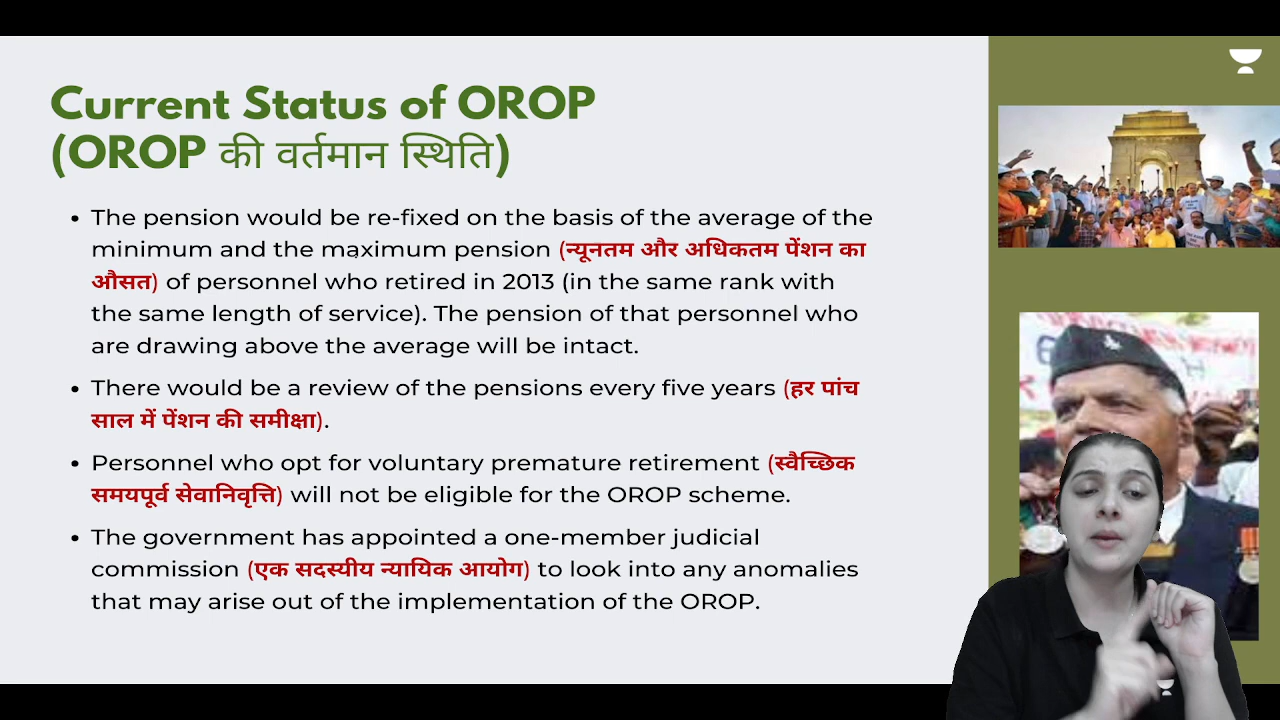 Current Status of OROP
(OROP की वर्तमान स्थिति)
• The pension would be re-fixed on the basis of the average of the
minimum and the maximum pension (न्यूनतम और अधिकतम पेंशन का
औसत) of personnel who retired in 2013 (in the same rank with
the same length of service). The pension of that personnel who
are drawing above the average will be intact.
• There would be a review of the pensions every five years (हर पांच
साल में पेंशन की समीक्षा).
• Personnel who opt for voluntary premature retirement (स्वैच्छिक
समयपूर्व सेवानिवृत्ति) will not be eligible for the OROP scheme.
• The government has appointed a one-member judicial
commission (एक सदस्यीय न्यायिक आयोग) to look into any anomalies
that may arise out of the implementation of the OROP.